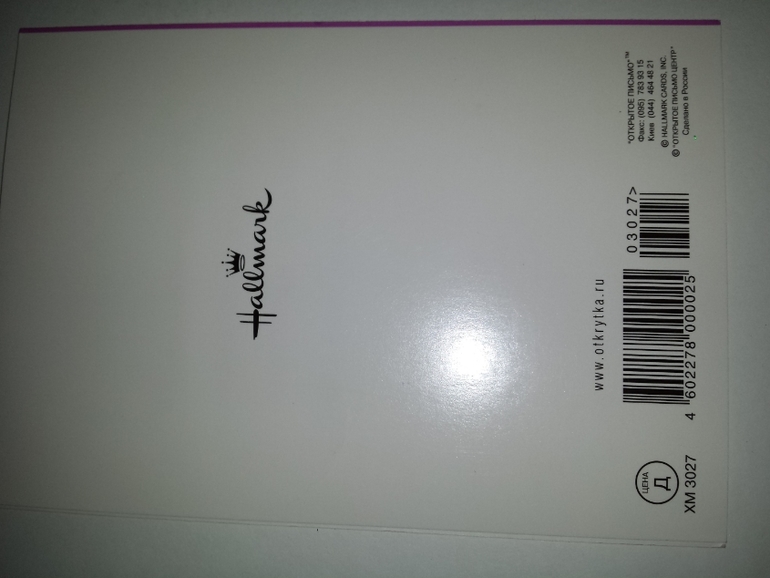 Hallmark
"ОТКРЫТОЕ ПИСЬМО"™
Факс: (095) 783 93 15
Киев (044) 464 48 21
© HALLMARK CARDS, INC.
© "ОТКРЫТОЕ ПИСЬМО ЦЕНТР"
Сделано в России
03027>
www.otkrytka.ru
4 602278 000025
ЦЕНА
Д
XM 3027